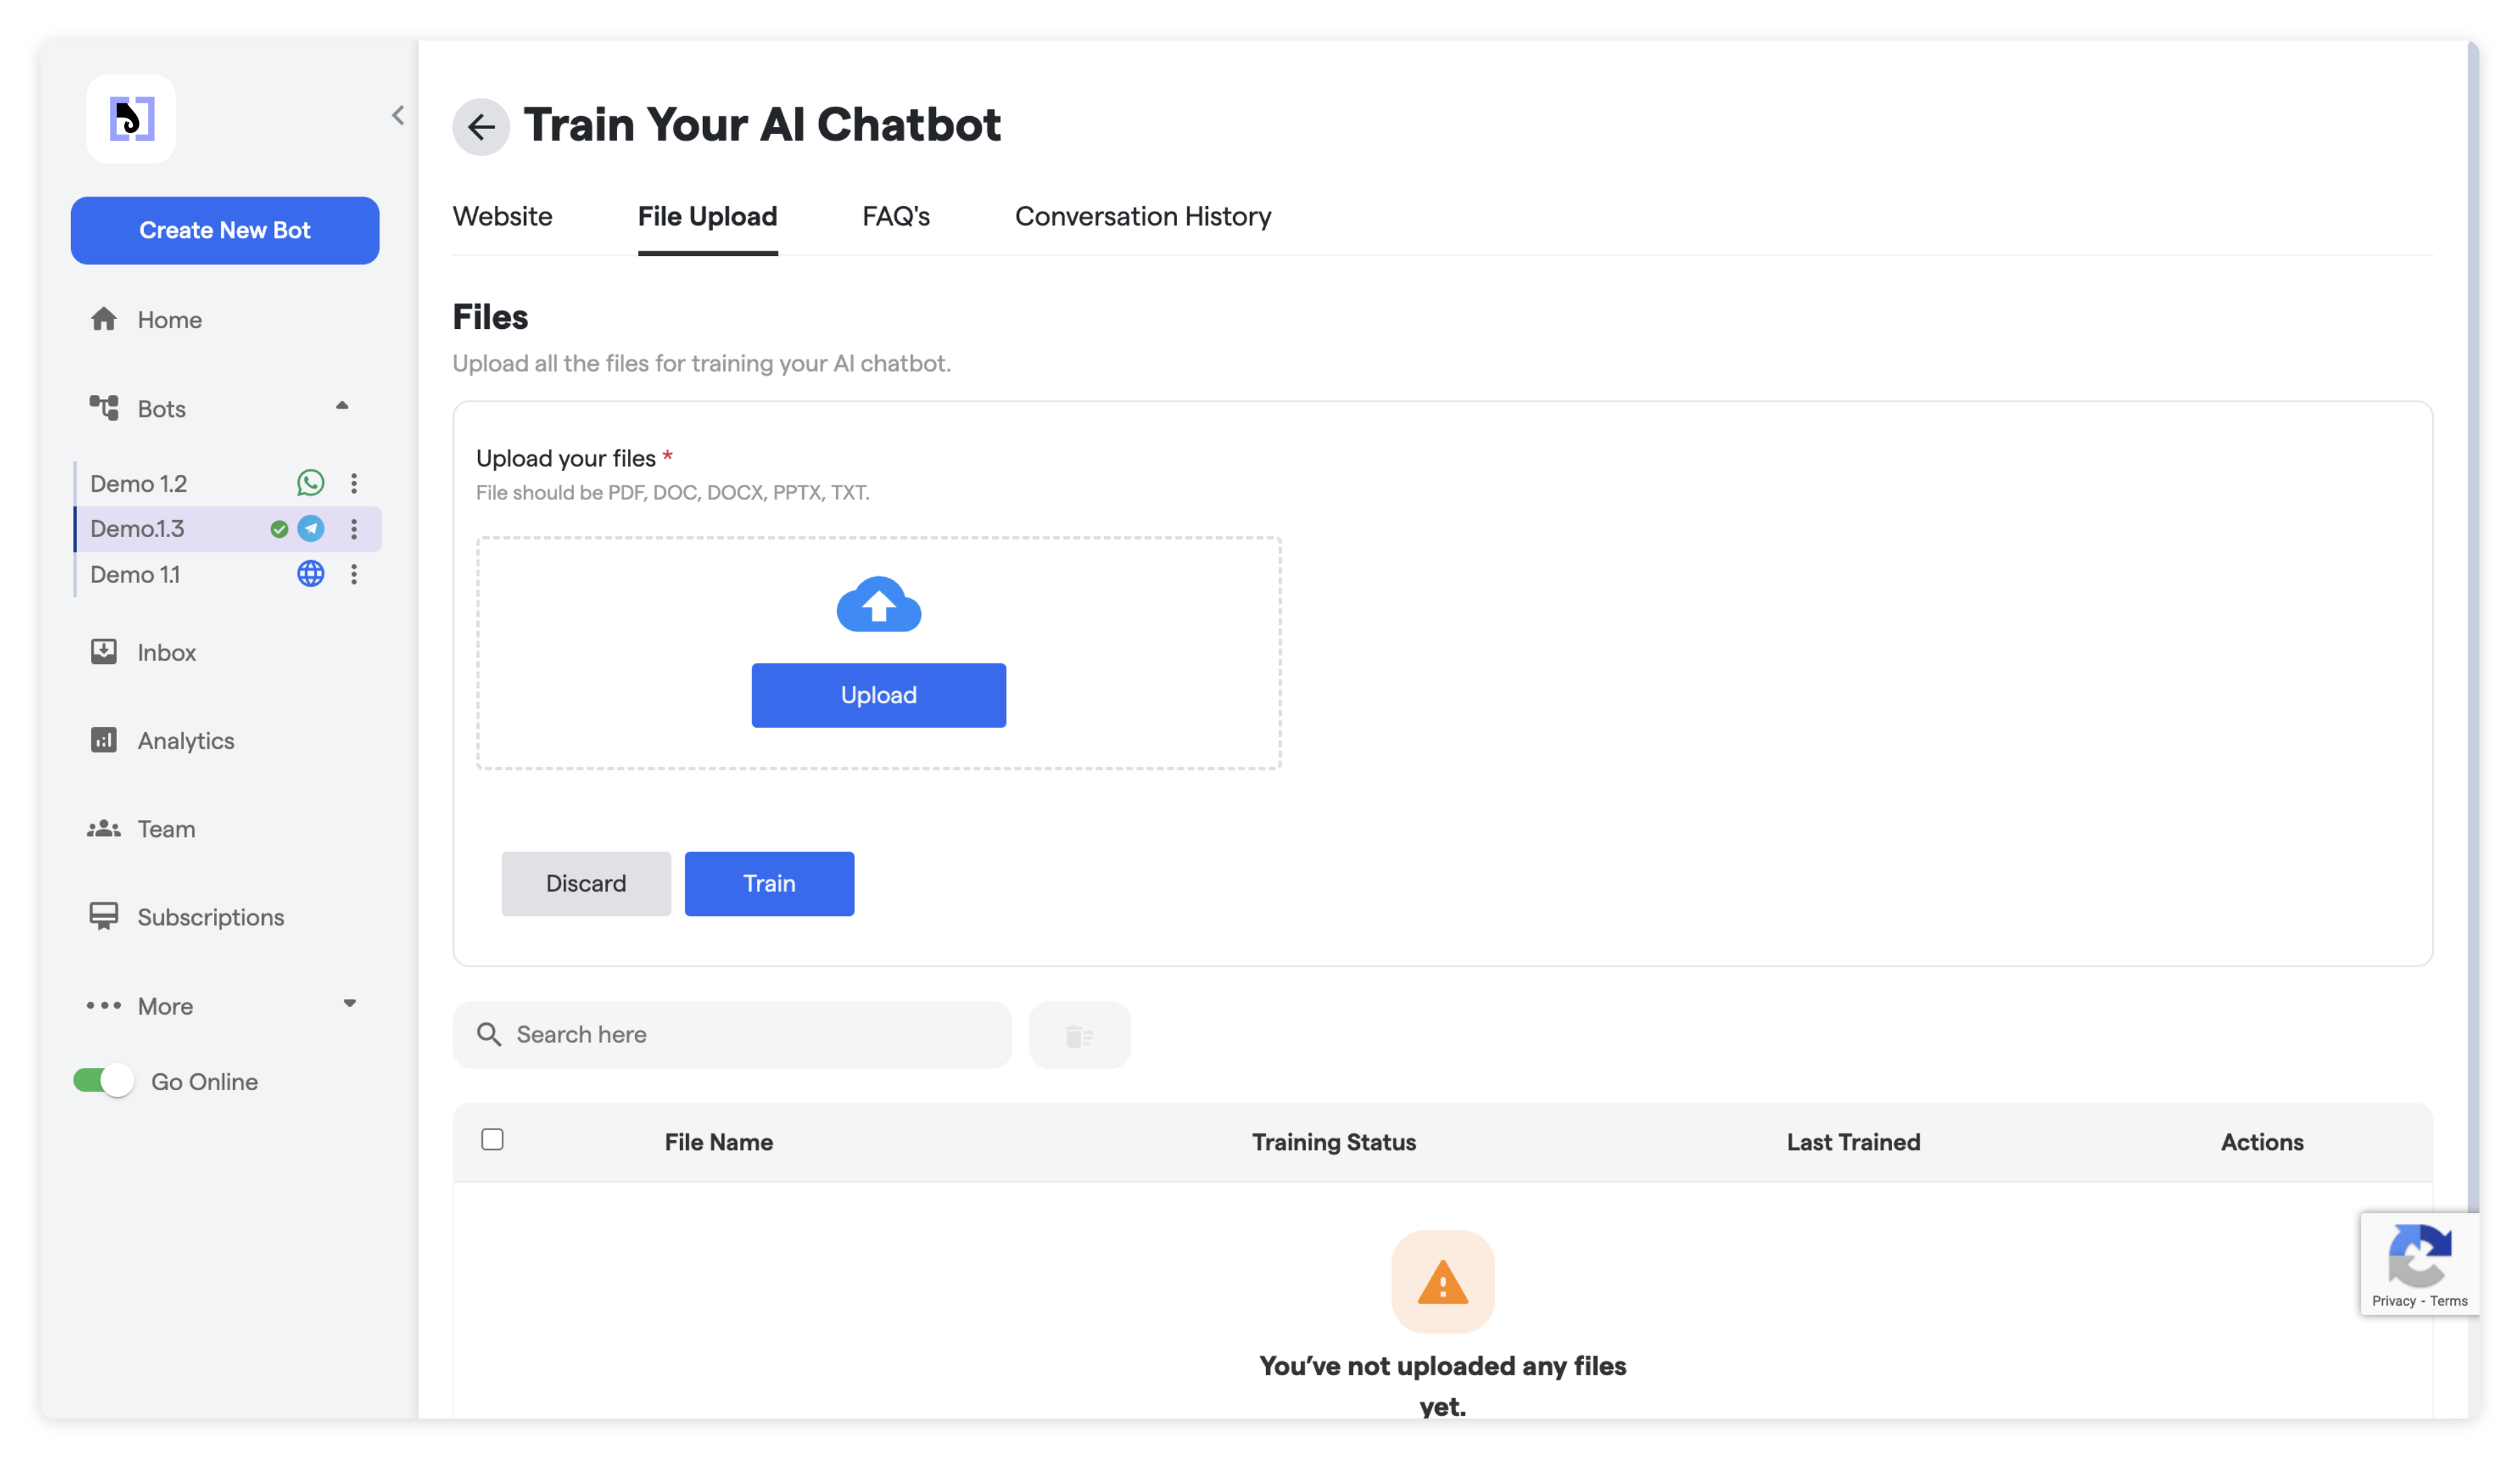 Train Your AI Chatbot
Create New Bot
Home
Bots
Demo 1.2
Demo.1.3
Demo 1.1
Inbox
Analytics
Team
Subscriptions
More
Go Online
Website
File Upload
FAQ's
Conversation History
Files
Upload all the files for training your AI chatbot.
Upload your files *
File should be PDF, DOC, DOCX, PPTX, TXT.
Upload
Discard
Train
Search here
File Name
Training Status
Last Trained
Actions
You’ve not uploaded any files
yet.
Privacy - Terms